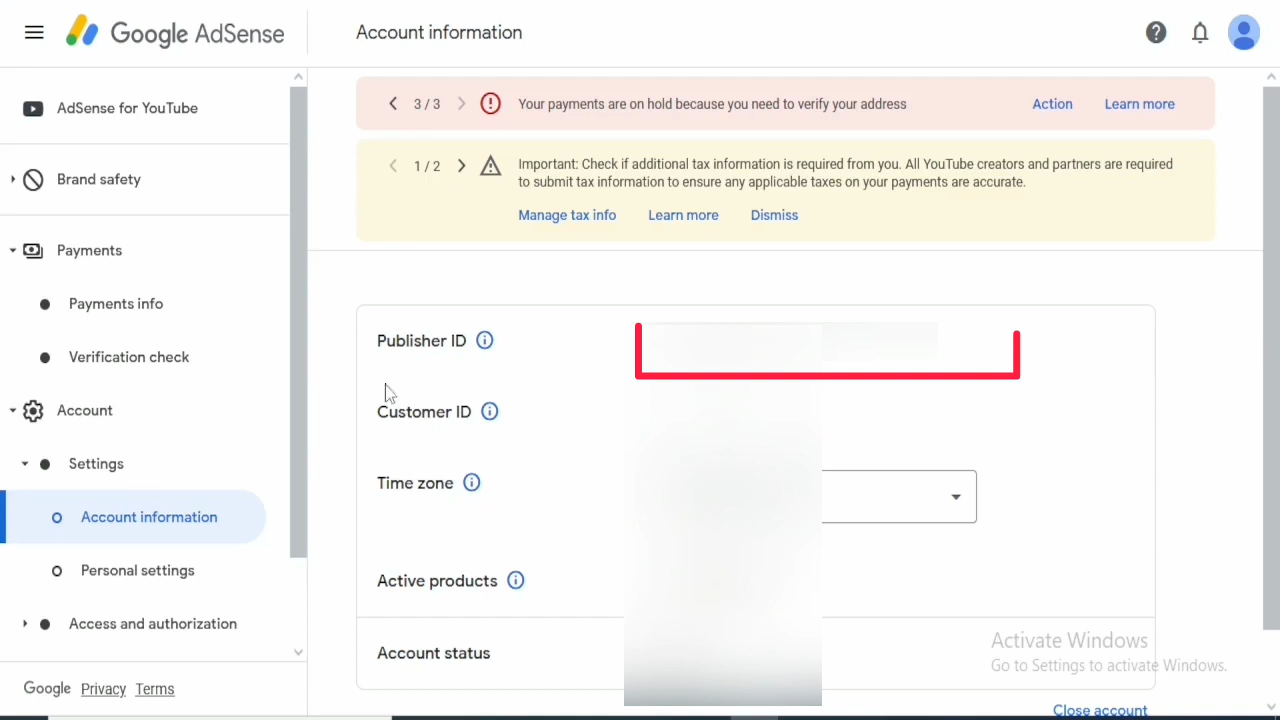 Google AdSense
Account information
AdSense for YouTube
Brand safety
Payments
Payments info
Verification check
Account
Settings
Account information
Personal settings
Access and authorization
Google Privacy Terms
3 / 3 Your payments are on hold because you need to verify your address Action Learn more
1 / 2 Important: Check if additional tax information is required from you. All YouTube creators and partners are required
to submit tax information to ensure any applicable taxes on your payments are accurate.
Manage tax info Learn more Dismiss
Publisher ID
Customer ID
Time zone
Active products
Account status
Activate Windows
Go to Settings to activate Windows.
Close account